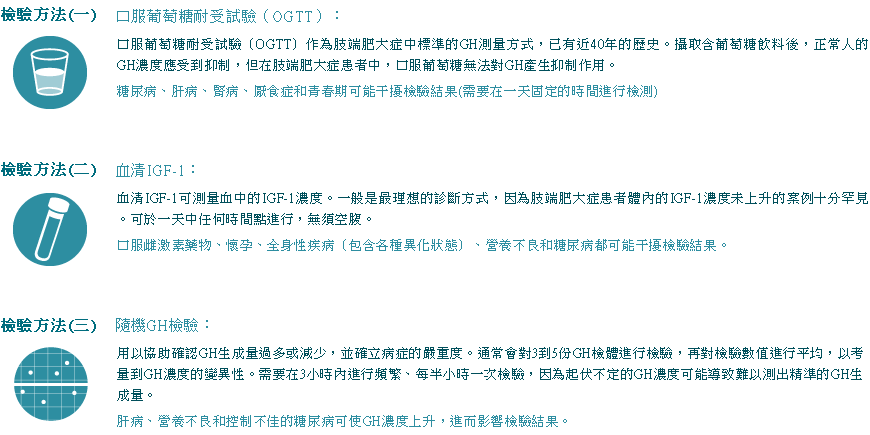 檢驗方法(一) 口服葡萄糖耐受試驗（OGTT）：
口服葡萄糖耐受試驗〔OGTT〕作為肢端肥大症中標準的GH測量方式，已有近40年的歷史。攝取含葡萄糖飲料後，正常人的
GH濃度應受到抑制，但在肢端肥大症患者中，口服葡萄糖無法對GH產生抑制作用。
糖尿病、肝病、腎病、厭食症和青春期可能干擾檢驗結果(需要在一天固定的時間進行檢測)
檢驗方法(二) 血清IGF-1：
血清IGF-1可測量血中的IGF-1濃度。一般是最理想的診斷方式，因為肢端肥大症患者體內的IGF-1濃度未上升的案例十分罕見
。可於一天中任何時間點進行，無須空腹。
口服雌激素藥物、懷孕、全身性疾病〔包含各種異化狀態〕、營養不良和糖尿病都可能干擾檢驗結果。
檢驗方法(三) 隨機GH檢驗：
用以協助確認GH生成量過多或減少，並確立病症的嚴重度。通常會對3到5份GH檢體進行檢驗，再對檢驗數值進行平均，以考
量到GH濃度的變異性。需要在3小時內進行頻繁、每半小時一次檢驗，因為起伏不定的GH濃度可能導致難以測出精準的GH生
成量。
肝病、營養不良和控制不佳的糖尿病可使GH濃度上升，進而影響檢驗結果。